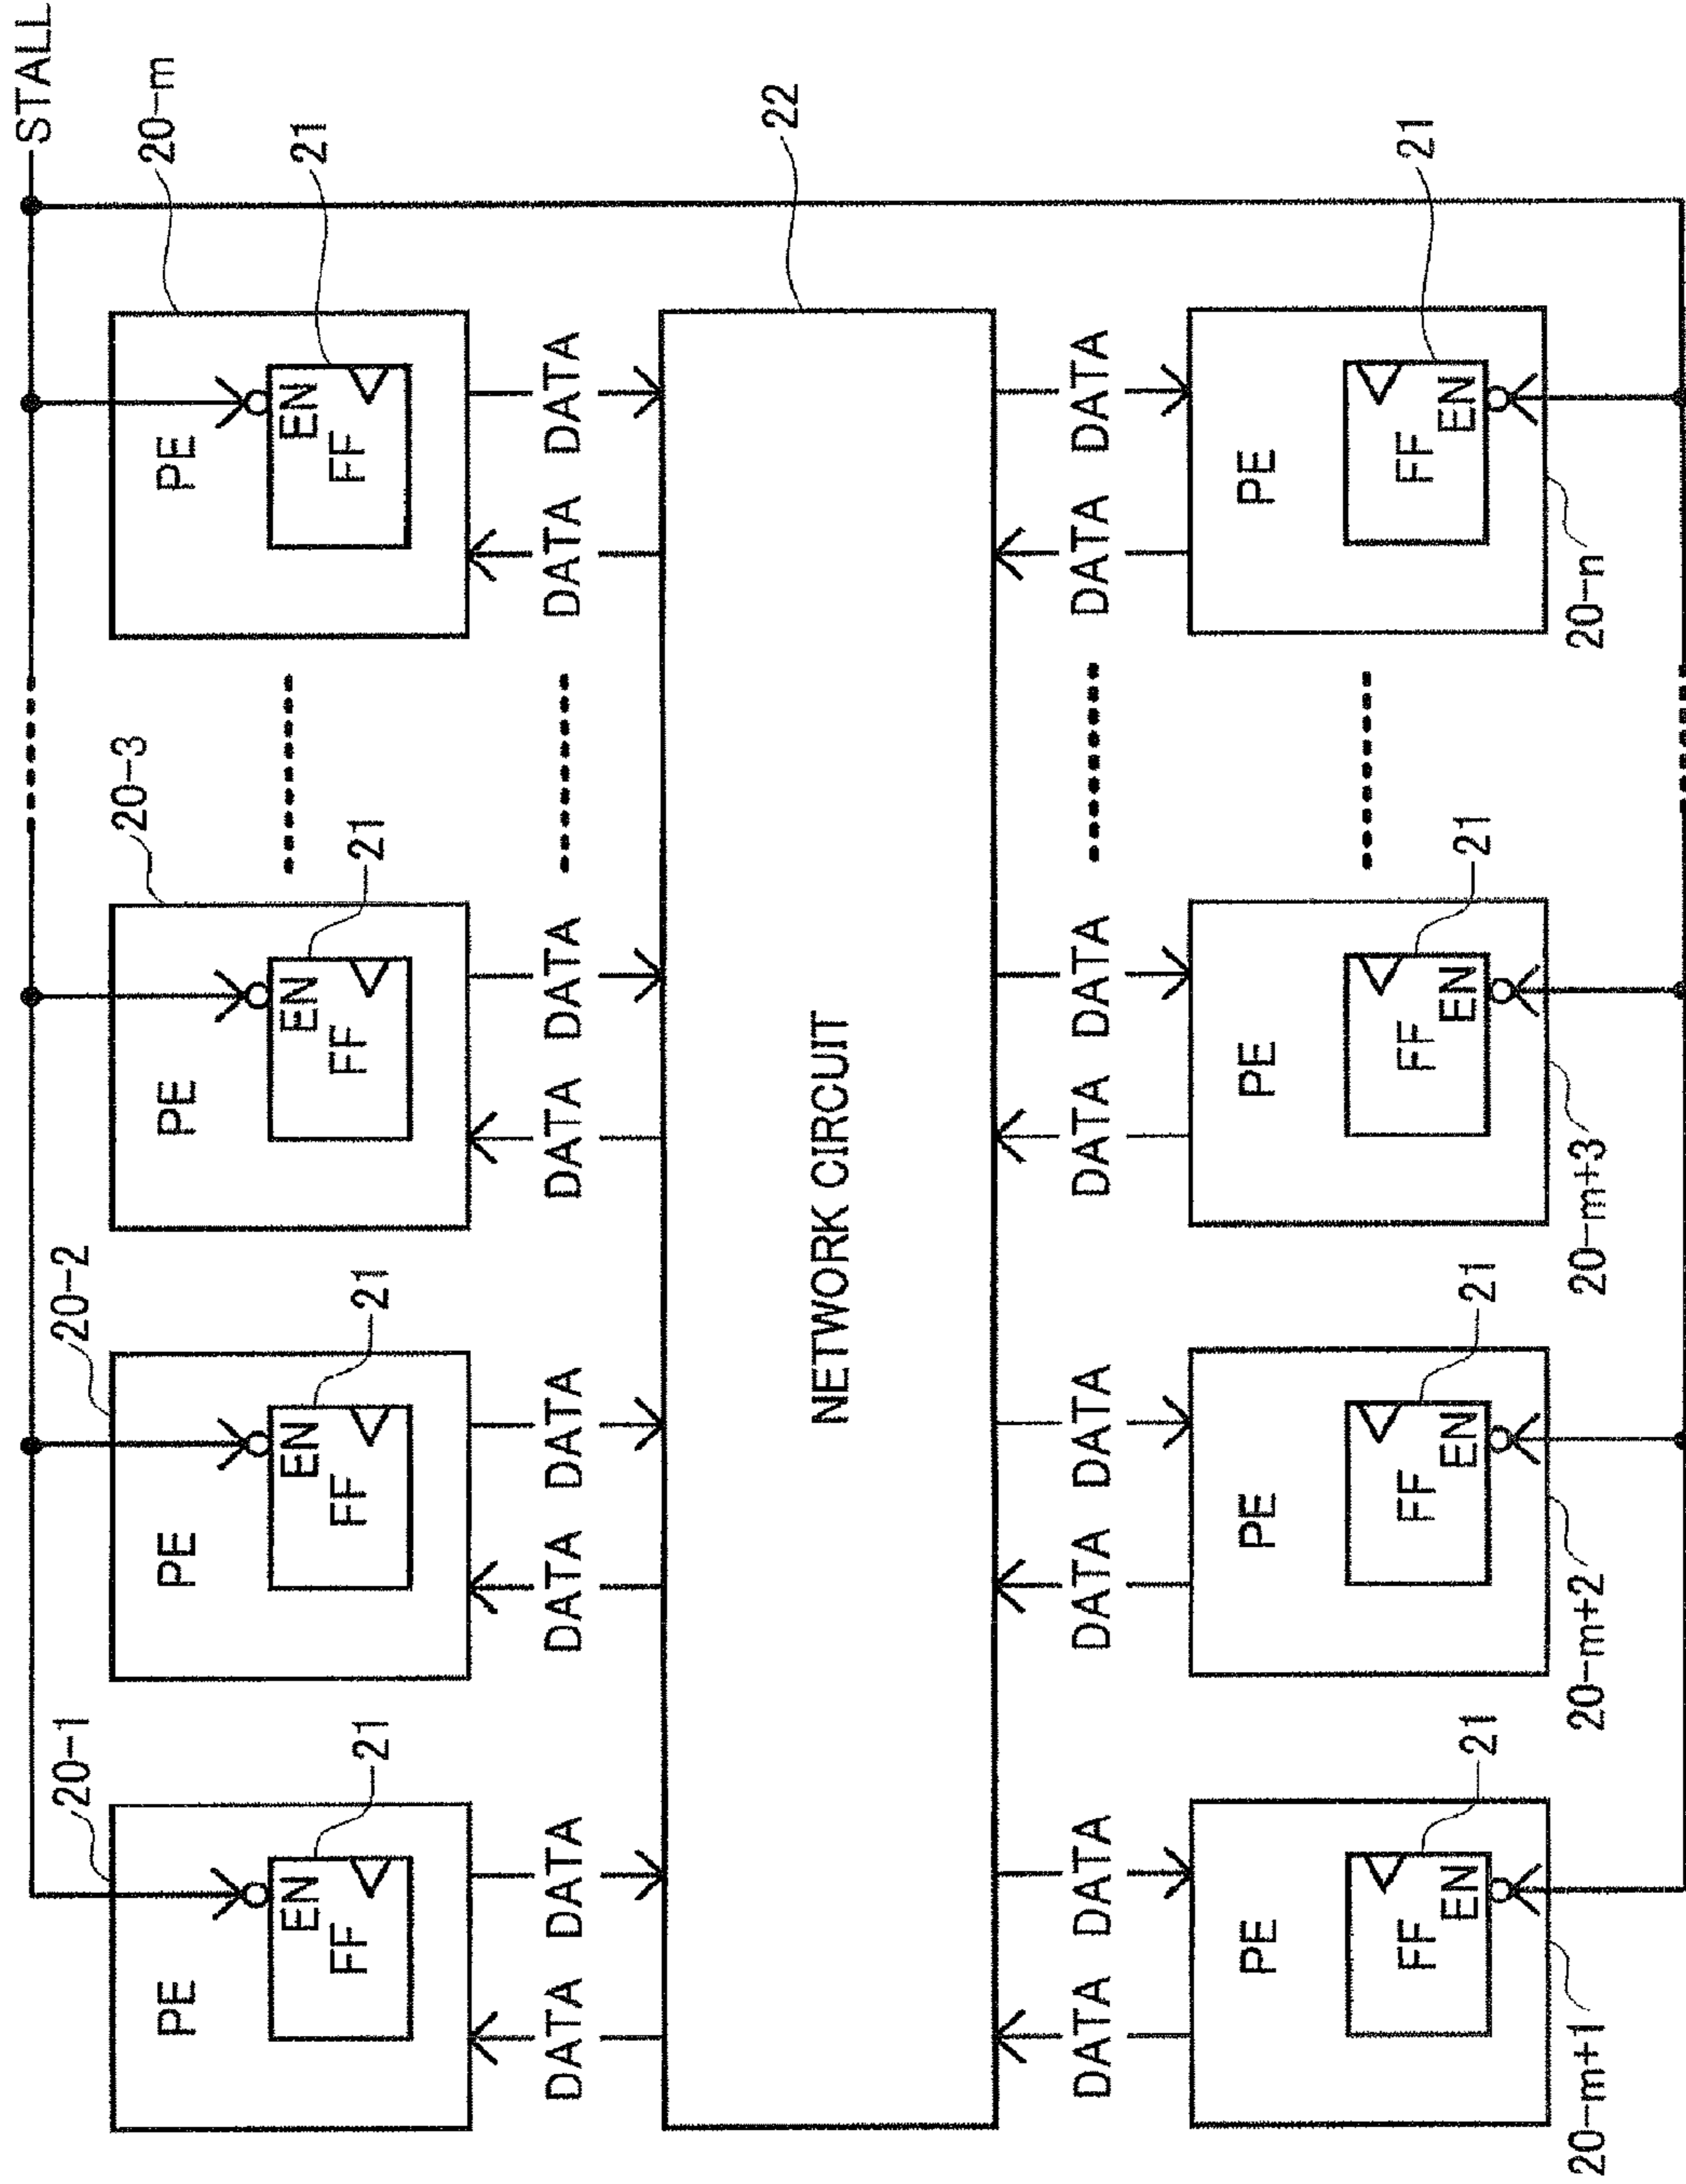 STALL
20-1
20-2
20-3
20-m
PE
PE
PE
PE
EN
EN
EN
EN
21
FF
21
FF
21
FF
21
FF
DATA DATA
DATA DATA
DATA DATA
DATA DATA
22
NETWORK CIRCUIT
DATA DATA
DATA DATA
DATA DATA
DATA DATA
PE
PE
PE
PE
FF
FF
FF
FF
21
EN
21
EN
21
EN
21
EN
20-m+1
20-m+2
20-m+3
20-n